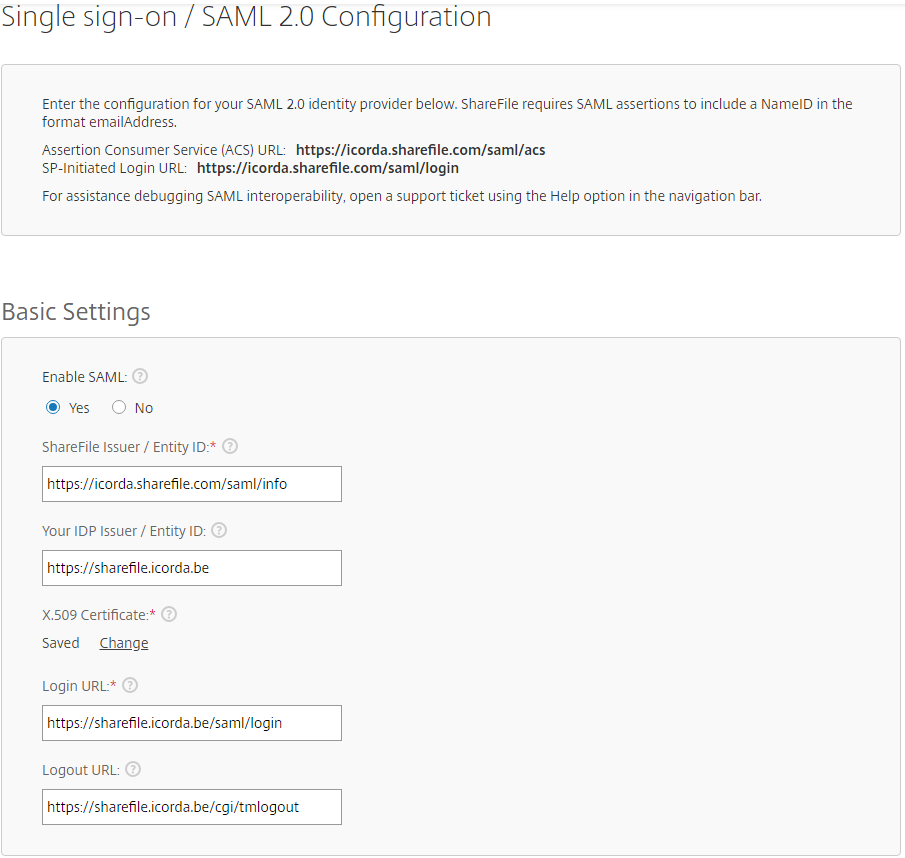 Single sign-on / SAML 2.0 Configuration
Enter the configuration for your SAML 2.0 identity provider below. ShareFile requires SAML assertions to include a NameID in the
format emailAddress.
Assertion Consumer Service (ACS) URL: https://icorda.sharefile.com/saml/acs
SP-Initiated Login URL: https://icorda.sharefile.com/saml/login
For assistance debugging SAML interoperability, open a support ticket using the Help option in the navigation bar.
Basic Settings
Enable SAML: ?
Yes No
ShareFile Issuer / Entity ID:* ?
https://icorda.sharefile.com/saml/info
Your IDP Issuer / Entity ID: ?
https://sharefile.icorda.be
X.509 Certificate:* ?
Saved Change
Login URL:* ?
https://sharefile.icorda.be/saml/login
Logout URL: ?
https://sharefile.icorda.be/cgi/tmlogout